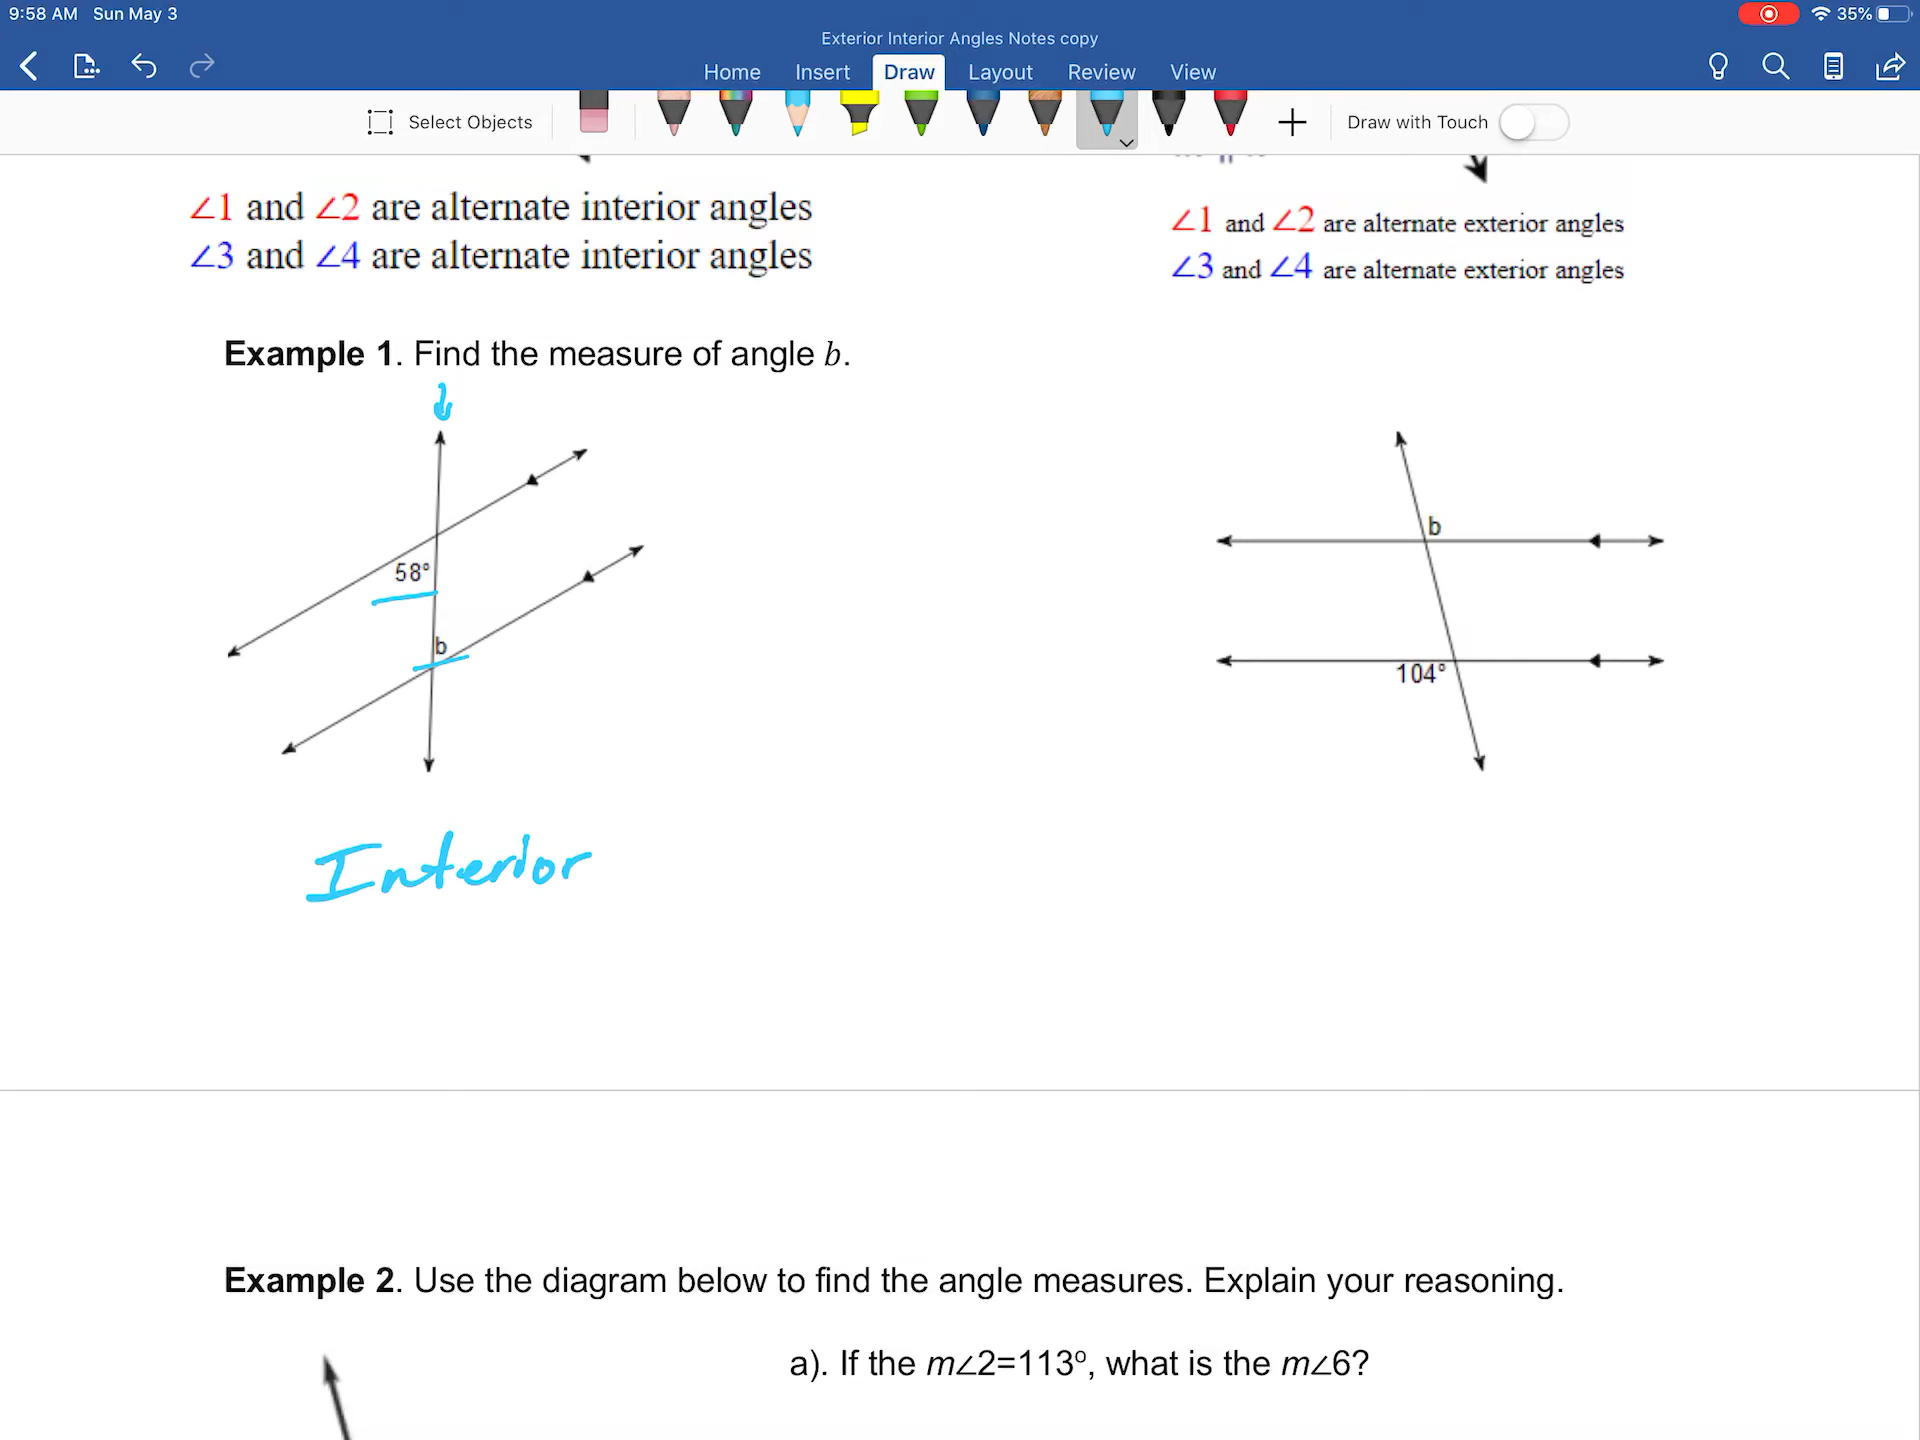 9:58 AM Sun May 3
35%
Exterior Interior Angles Notes copy
Home Insert Draw Layout Review View
Select Objects
Draw with Touch
∠1 and ∠2 are alternate interior angles
∠3 and ∠4 are alternate interior angles
∠1 and ∠2 are alternate exterior angles
∠3 and ∠4 are alternate exterior angles
Example 1. Find the measure of angle b.
58°
b
b
104°
Interior
Example 2. Use the diagram below to find the angle measures. Explain your reasoning.
a). If the m∠2=113º, what is the m∠6?